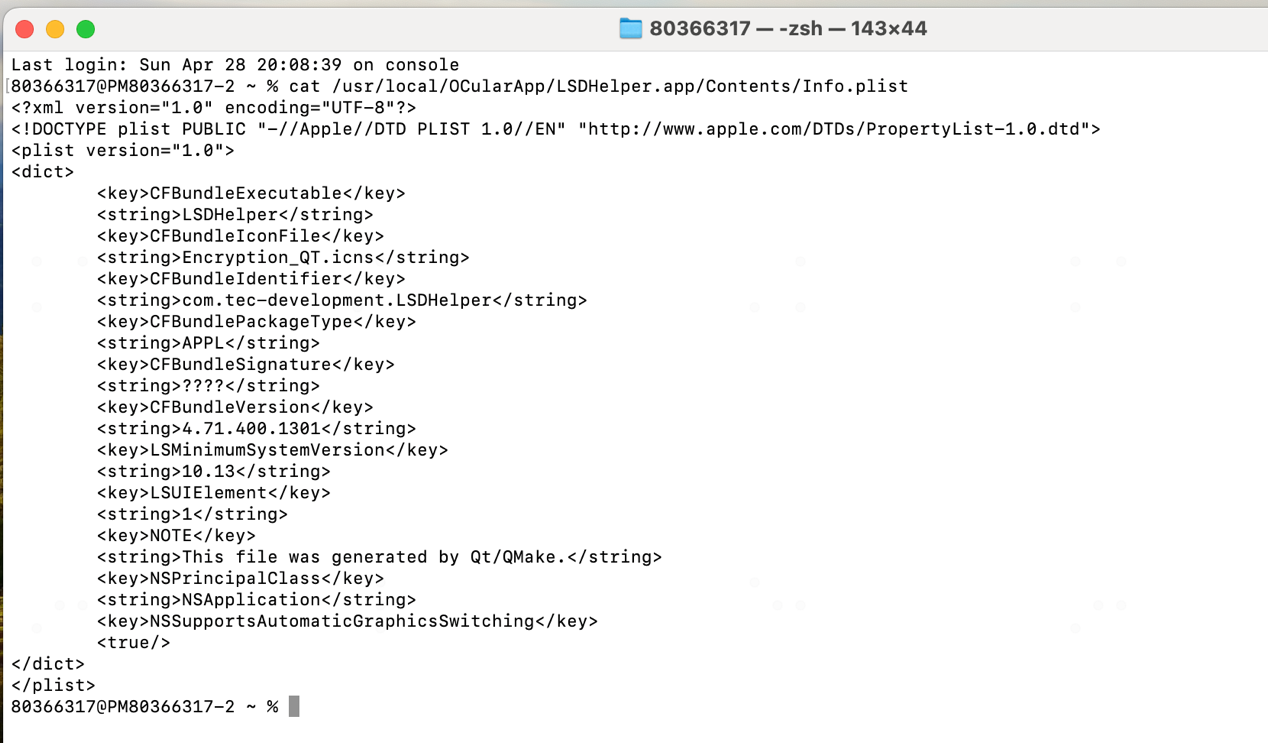 80366317 — -zsh — 143×44
Last login: Sun Apr 28 20:08:39 on console
[80366317@PM80366317-2 ~ % cat /usr/local/OCularApp/LSDHelper.app/Contents/Info.plist
<?xml version="1.0" encoding="UTF-8"?>
<!DOCTYPE plist PUBLIC "-//Apple//DTD PLIST 1.0//EN" "http://www.apple.com/DTDs/PropertyList-1.0.dtd">
<plist version="1.0">
<dict>
	<key>CFBundleExecutable</key>
	<string>LSDHelper</string>
	<key>CFBundleIconFile</key>
	<string>Encryption_QT.icns</string>
	<key>CFBundleIdentifier</key>
	<string>com.tec-development.LSDHelper</string>
	<key>CFBundlePackageType</key>
	<string>APPL</string>
	<key>CFBundleSignature</key>
	<string>????</string>
	<key>CFBundleVersion</key>
	<string>4.71.400.1301</string>
	<key>LSMinimumSystemVersion</key>
	<string>10.13</string>
	<key>LSUIElement</key>
	<string>1</string>
	<key>NOTE</key>
	<string>This file was generated by Qt/QMake.</string>
	<key>NSPrincipalClass</key>
	<string>NSApplication</string>
	<key>NSSupportsAutomaticGraphicsSwitching</key>
	<true/>
</dict>
</plist>
80366317@PM80366317-2 ~ %